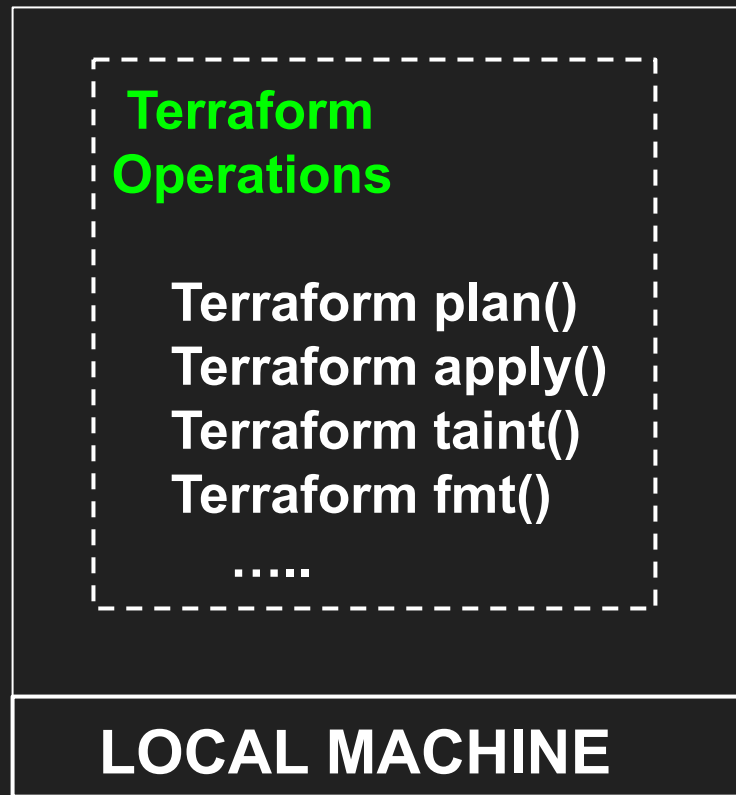 Terraform
Operations
Terraform plan()
Terraform apply()
Terraform taint()
Terraform fmt()
…..
LOCAL MACHINE